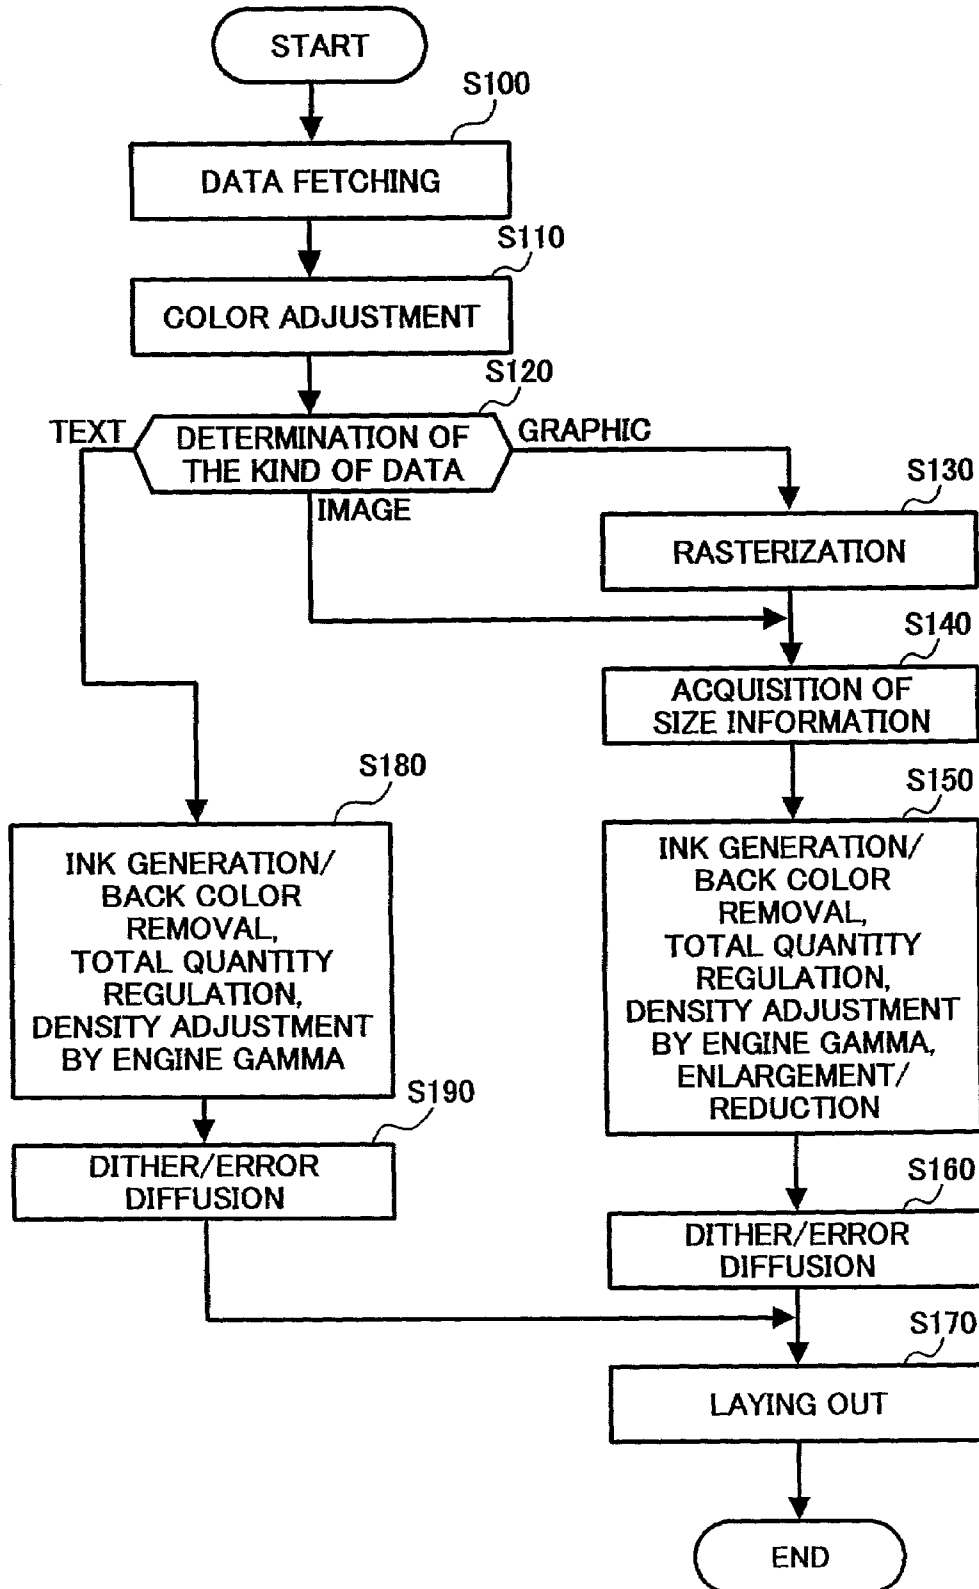 START
S100
DATA FETCHING
S110
COLOR ADJUSTMENT
S120
TEXT
DETERMINATION OF
THE KIND OF DATA
GRAPHIC
IMAGE
S130
RASTERIZATION
S140
ACQUISITION OF
SIZE INFORMATION
S150
INK GENERATION/
BACK COLOR
REMOVAL,
TOTAL QUANTITY
REGULATION,
DENSITY ADJUSTMENT
BY ENGINE GAMMA,
ENLARGEMENT/
REDUCTION
S160
DITHER/ERROR
DIFFUSION
S180
INK GENERATION/
BACK COLOR
REMOVAL,
TOTAL QUANTITY
REGULATION,
DENSITY ADJUSTMENT
BY ENGINE GAMMA
S190
DITHER/ERROR
DIFFUSION
S170
LAYING OUT
END